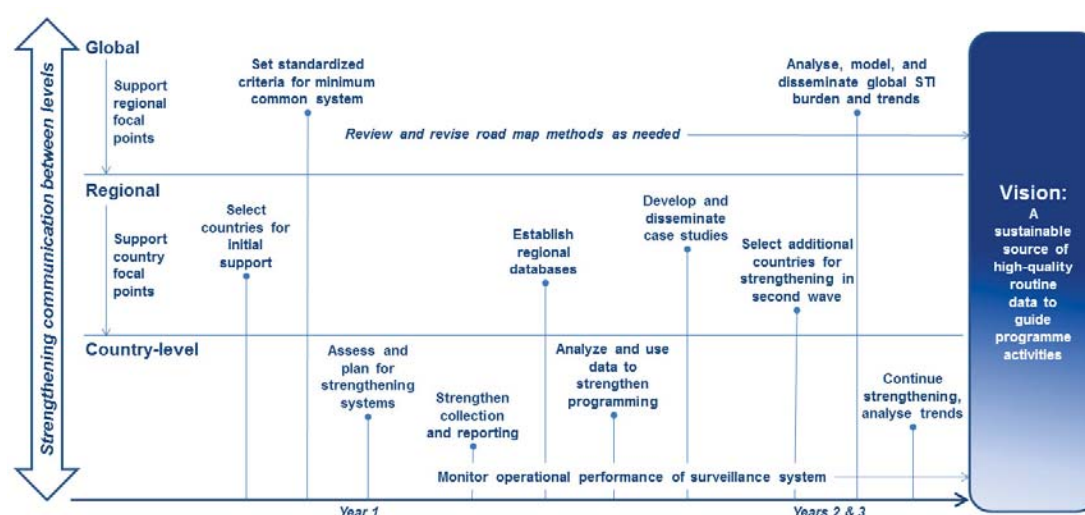 Strengthening communication between levels
Global
Support
regional
focal
points
Set standardized
criteria for minimum
common system
Analyse, model, and
disseminate global STI
burden and trends
Review and revise road map methods as needed
Regional
Support
country
focal
points
Select
countries for
initial
support
Establish
regional
databases
Develop and
disseminate
case studies
Select additional
countries for
strengthening in
second wave
Country-level
Assess and
plan for
strengthening
systems
Strengthen
collection
and reporting
Analyze and use
data to
strengthen
programming
Continue
strengthening,
analyse trends
Monitor operational performance of surveillance system
Year 1
Years 2 & 3
Vision:
A
sustainable
source of
high-quality
routine
data to
guide
programme
activities